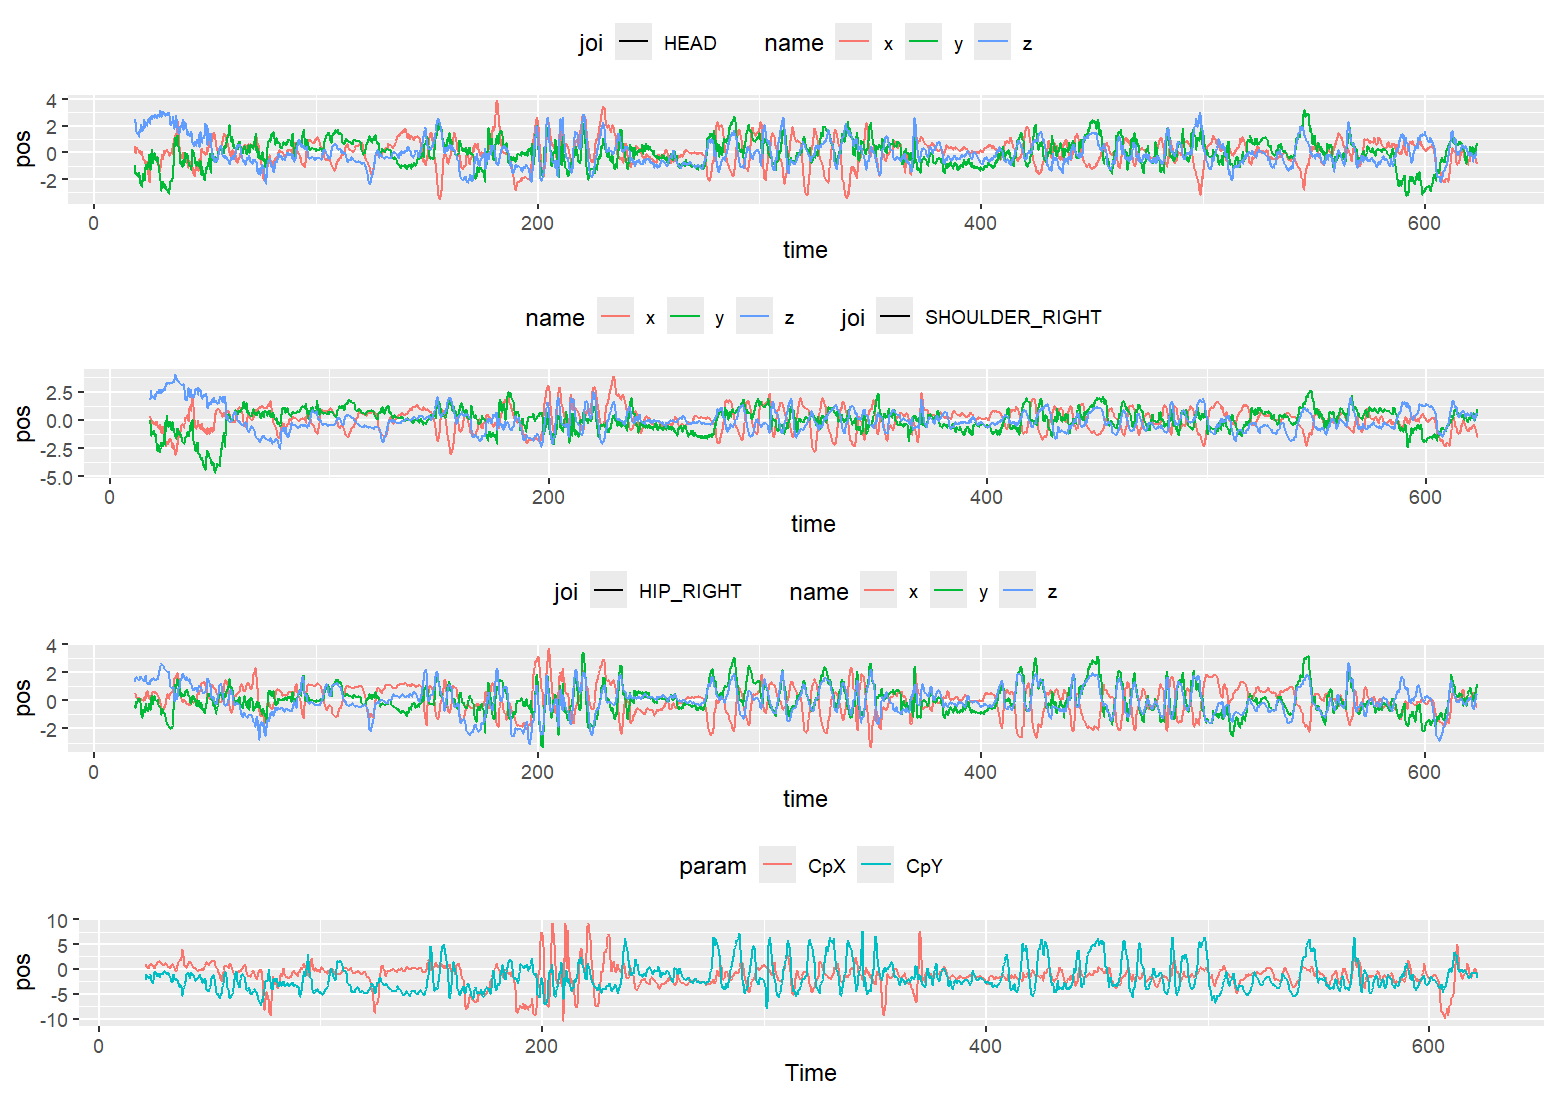 joi HEAD name x y z
4
2
0
-2
pos
0 200 400 600
time
name x y z joi SHOULDER_RIGHT
2.5
0.0
-2.5
-5.0
pos
0 200 400 600
time
joi HIP_RIGHT name x y z
4
2
0
-2
pos
0 200 400 600
time
param CpX CpY
10
5
0
-5
-10
pos
0 200 400 600
Time